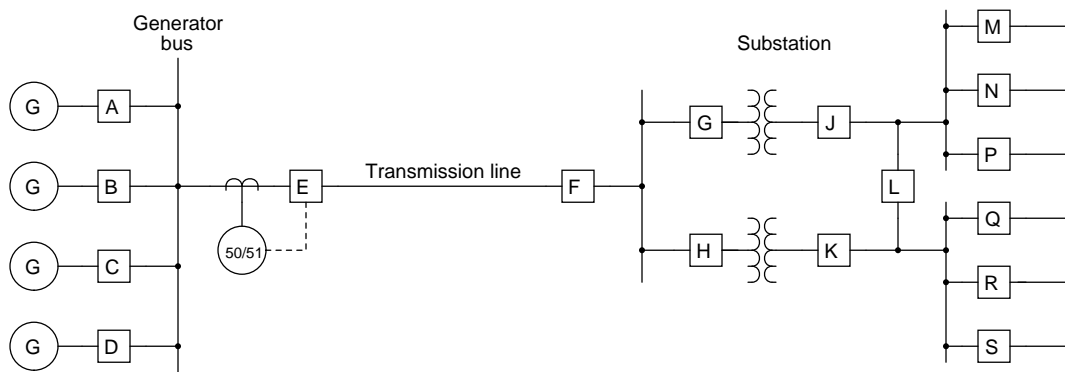 Generator
bus
Substation
Transmission line
G
A
G
B
G
C
G
D
E
50/51
F
G
H
J
K
L
M
N
P
Q
R
S